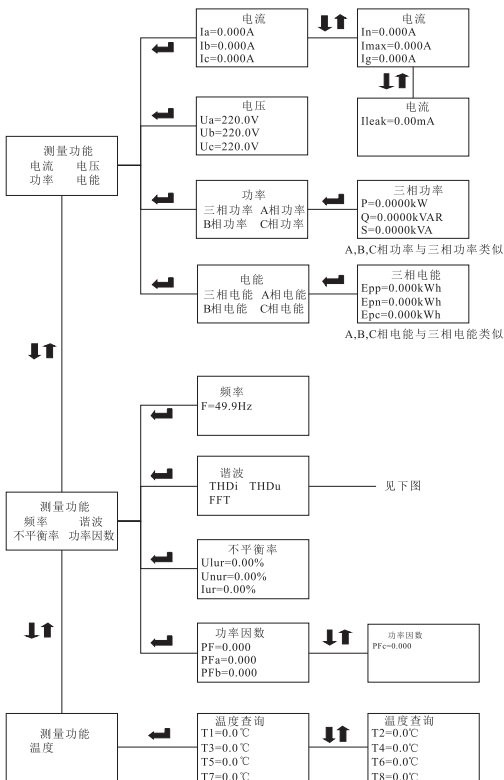 电流
Ia=0.000A
Ib=0.000A
Ic=0.000A
电流
In=0.000A
Imax=0.000A
Ig=0.000A
电流
Ileak=0.00mA
电压
Ua=220.0V
Ub=220.0V
Uc=220.0V
测量功能
电流 电压
功率 电能
功率
三相功率 A相功率
B相功率 C相功率
三相功率
P=0.0000kW
Q=0.0000kVAR
S=0.0000kVA
A,B,C相功率与三相功率类似
电能
三相电能 A相电能
B相电能 C相电能
三相电能
Epp=0.000kWh
Epn=0.000kWh
Epc=0.000kWh
A,B,C相电能与三相电能类似
频率
F=49.9Hz
谐波
THDi THDu
FFT
见下图
测量功能
频率 谐波
不平衡率 功率因数
不平衡率
Ulur=0.00%
Unur=0.00%
Iur=0.00%
功率因数
PF=0.000
PFa=0.000
PFb=0.000
功率因数
PFc=0.000
测量功能
温度
温度查询
T1=0.0℃
T3=0.0℃
T5=0.0℃
T7=0.0℃
温度查询
T2=0.0℃
T4=0.0℃
T6=0.0℃
T8=0.0℃